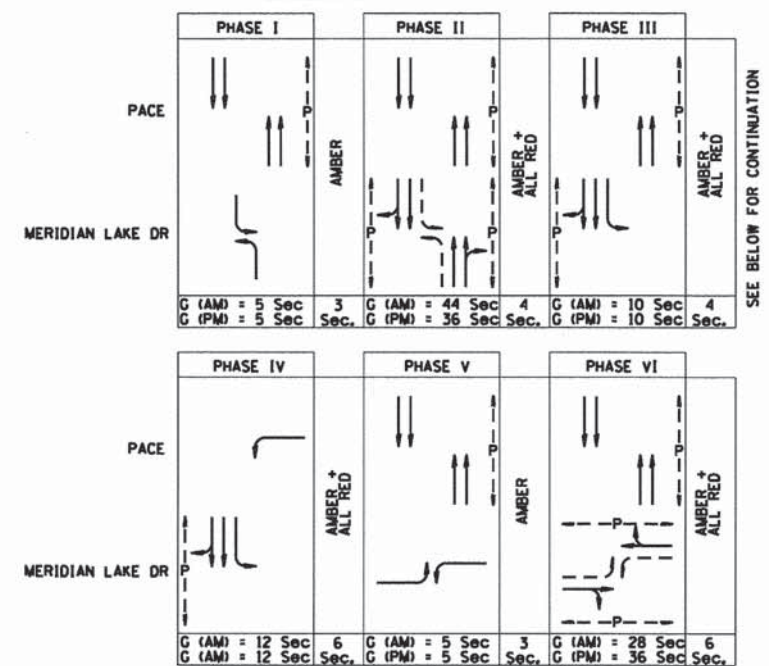 PHASE I
PHASE II
PHASE III
PACE
MERIDIAN LAKE DR
P
AMBER
P
P
P
AMBER +
ALL RED
P
P
AMBER +
ALL RED
SEE BELOW FOR CONTINUATION
G (AM) = 5 Sec
G (PM) = 5 Sec
3
Sec.
G (AM) = 44 Sec
G (PM) = 36 Sec
4
Sec.
G (AM) = 10 Sec
G (PM) = 10 Sec
4
Sec.
PHASE IV
PHASE V
PHASE VI
PACE
MERIDIAN LAKE DR
P
AMBER +
ALL RED
P
AMBER
P
P
P
AMBER +
ALL RED
G (AM) = 12 Sec
G (AM) = 12 Sec
6
Sec.
G (AM) = 5 Sec
G (PM) = 5 Sec
3
Sec.
G (AM) = 28 Sec
G (PM) = 36 Sec
6
Sec.